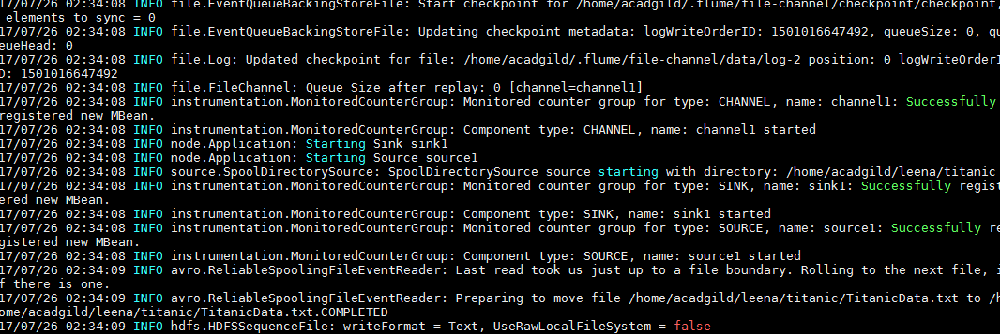 17/07/26 02:34:08 INFO file.EventQueueBackingStoreFile: Start checkpoint for /home/acadgild/.flume/file-channel/checkpoint/checkpoint,
 elements to sync = 0
17/07/26 02:34:08 INFO file.EventQueueBackingStoreFile: Updating checkpoint metadata: logWriteOrderID: 1501016647492, queueSize: 0, qu
eueHead: 0
17/07/26 02:34:08 INFO file.Log: Updated checkpoint for file: /home/acadgild/.flume/file-channel/data/log-2 position: 0 logWriteOrderI
D: 1501016647492
17/07/26 02:34:08 INFO file.FileChannel: Queue Size after replay: 0 [channel=channel1]
17/07/26 02:34:08 INFO instrumentation.MonitoredCounterGroup: Monitored counter group for type: CHANNEL, name: channel1: Successfully
registered new MBean.
17/07/26 02:34:08 INFO instrumentation.MonitoredCounterGroup: Component type: CHANNEL, name: channel1 started
17/07/26 02:34:08 INFO node.Application: Starting Sink sink1
17/07/26 02:34:08 INFO node.Application: Starting Source source1
17/07/26 02:34:08 INFO source.SpoolDirectorySource: SpoolDirectorySource source starting with directory: /home/acadgild/leena/titanic
17/07/26 02:34:08 INFO instrumentation.MonitoredCounterGroup: Monitored counter group for type: SINK, name: sink1: Successfully regist
ered new MBean.
17/07/26 02:34:08 INFO instrumentation.MonitoredCounterGroup: Component type: SINK, name: sink1 started
17/07/26 02:34:08 INFO instrumentation.MonitoredCounterGroup: Monitored counter group for type: SOURCE, name: source1: Successfully re
gistered new MBean.
17/07/26 02:34:08 INFO instrumentation.MonitoredCounterGroup: Component type: SOURCE, name: source1 started
17/07/26 02:34:09 INFO avro.ReliableSpoolingFileEventReader: Last read took us just up to a file boundary. Rolling to the next file, i
f there is one.
17/07/26 02:34:09 INFO avro.ReliableSpoolingFileEventReader: Preparing to move file /home/acadgild/leena/titanic/TitanicData.txt to /h
ome/acadgild/leena/titanic/TitanicData.txt.COMPLETED
17/07/26 02:34:09 INFO hdfs.HDFSSequenceFile: writeFormat = Text, UseRawLocalFileSystem = false